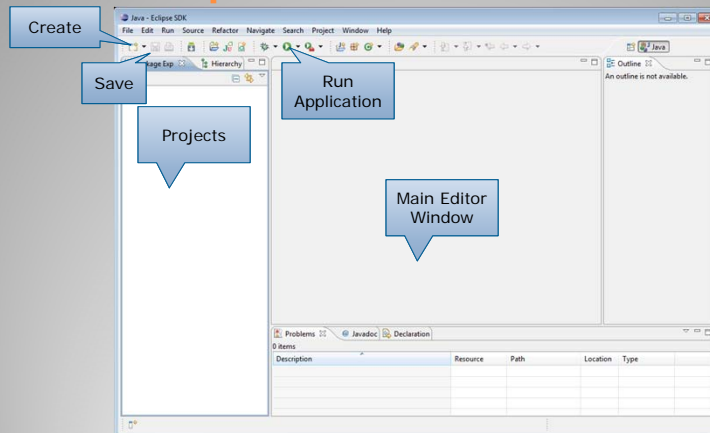 Java - Eclipse SDK
File Edit Run Source Refactor Navigate Search Project Window Help
Create
Java
Exp
Hierarchy
Outline
An outline is not available.
Save
Run
Application
Projects
Main Editor
Window
Problems
Javadoc
Declaration
0 items
Description Resource Path Location Type